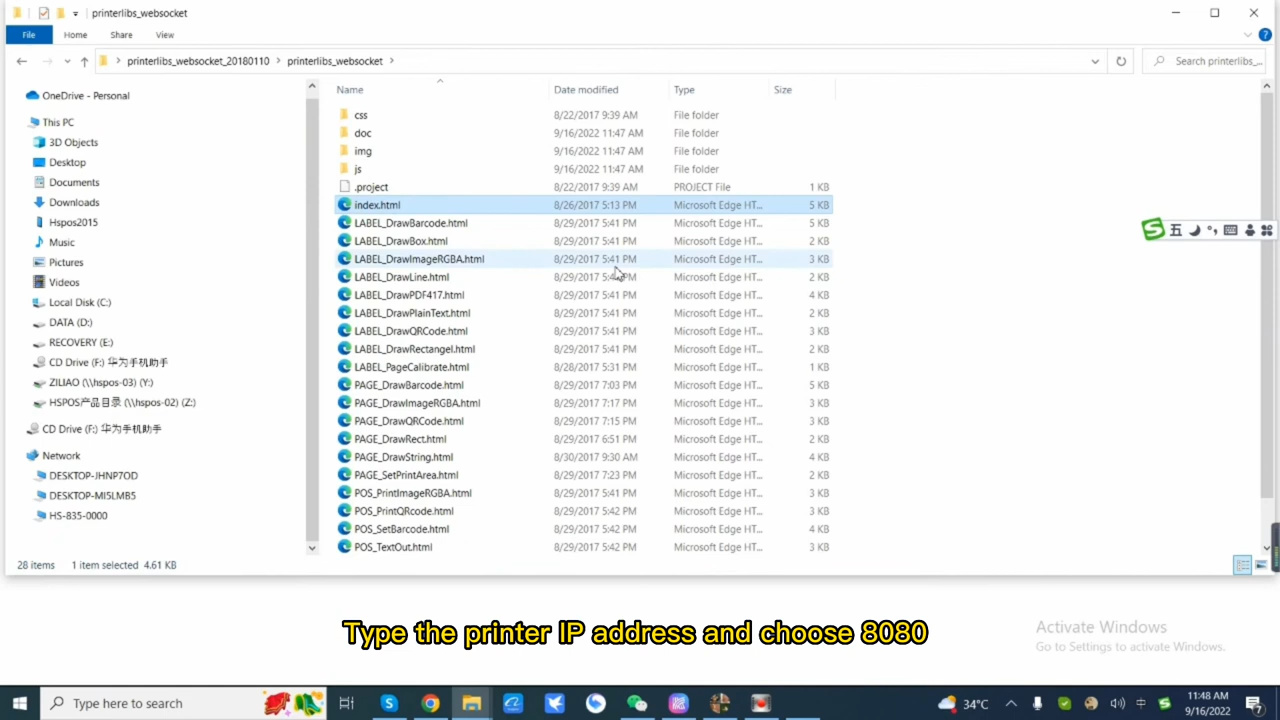 printerlibs_websocket
File Home Share View
printerlibs_websocket_20180110 printerlibs_websocket Search printerlibs_...
Name Date modified Type Size
OneDrive - Personal
This PC
3D Objects
Desktop
Documents
Downloads
Hspos2015
Music
Pictures
Videos
Local Disk (C:)
DATA (D:)
RECOVERY (E:)
CD Drive (F:) 华为手机助手
ZILIAO (\\hspos-03) (Y:)
HSPOS产品目录 (\\hspos-02) (Z:)
CD Drive (F:) 华为手机助手
Network
DESKTOP-JHNP7OD
DESKTOP-MI5LMB5
HS-835-0000
css 8/22/2017 9:39 AM File folder
doc 9/16/2022 11:47 AM File folder
img 9/16/2022 11:47 AM File folder
js 9/16/2022 11:47 AM File folder
.project 8/22/2017 9:39 AM PROJECT File 1 KB
index.html 8/26/2017 5:13 PM Microsoft Edge HT... 5 KB
LABEL_DrawBarcode.html 8/29/2017 5:41 PM Microsoft Edge HT... 5 KB
LABEL_DrawBox.html 8/29/2017 5:41 PM Microsoft Edge HT... 2 KB
LABEL_DrawImageRGBA.html 8/29/2017 5:41 PM Microsoft Edge HT... 3 KB
LABEL_DrawLine.html 8/29/2017 PM Microsoft Edge HT... 2 KB
LABEL_DrawPDF417.html 8/29/2017 5:41 PM Microsoft Edge HT... 4 KB
LABEL_DrawPlainText.html 8/29/2017 5:41 PM Microsoft Edge HT... 2 KB
LABEL_DrawQRCode.html 8/29/2017 5:41 PM Microsoft Edge HT... 3 KB
LABEL_DrawRectangel.html 8/29/2017 5:41 PM Microsoft Edge HT... 2 KB
LABEL_PageCalibrate.html 8/28/2017 5:31 PM Microsoft Edge HT... 1 KB
PAGE_DrawBarcode.html 8/29/2017 7:03 PM Microsoft Edge HT... 5 KB
PAGE_DrawImageRGBA.html 8/29/2017 7:17 PM Microsoft Edge HT... 3 KB
PAGE_DrawQRCode.html 8/29/2017 7:15 PM Microsoft Edge HT... 3 KB
PAGE_DrawRect.html 8/29/2017 6:51 PM Microsoft Edge HT... 2 KB
PAGE_DrawString.html 8/30/2017 9:30 AM Microsoft Edge HT... 4 KB
PAGE_SetPrintArea.html 8/29/2017 7:23 PM Microsoft Edge HT... 2 KB
POS_PrintImageRGBA.html 8/29/2017 5:41 PM Microsoft Edge HT... 3 KB
POS_PrintQRcode.html 8/29/2017 5:42 PM Microsoft Edge HT... 3 KB
POS_SetBarcode.html 8/29/2017 5:42 PM Microsoft Edge HT... 4 KB
POS_TextOut.html 8/29/2017 5:42 PM Microsoft Edge HT... 3 KB
五
28 items 1 item selected 4.61 KB
Type the printer IP address and choose 8080
Activate Windows
Go to Settings to activate Windows.
Type here to search
34°C 中
11:48 AM
9/16/2022